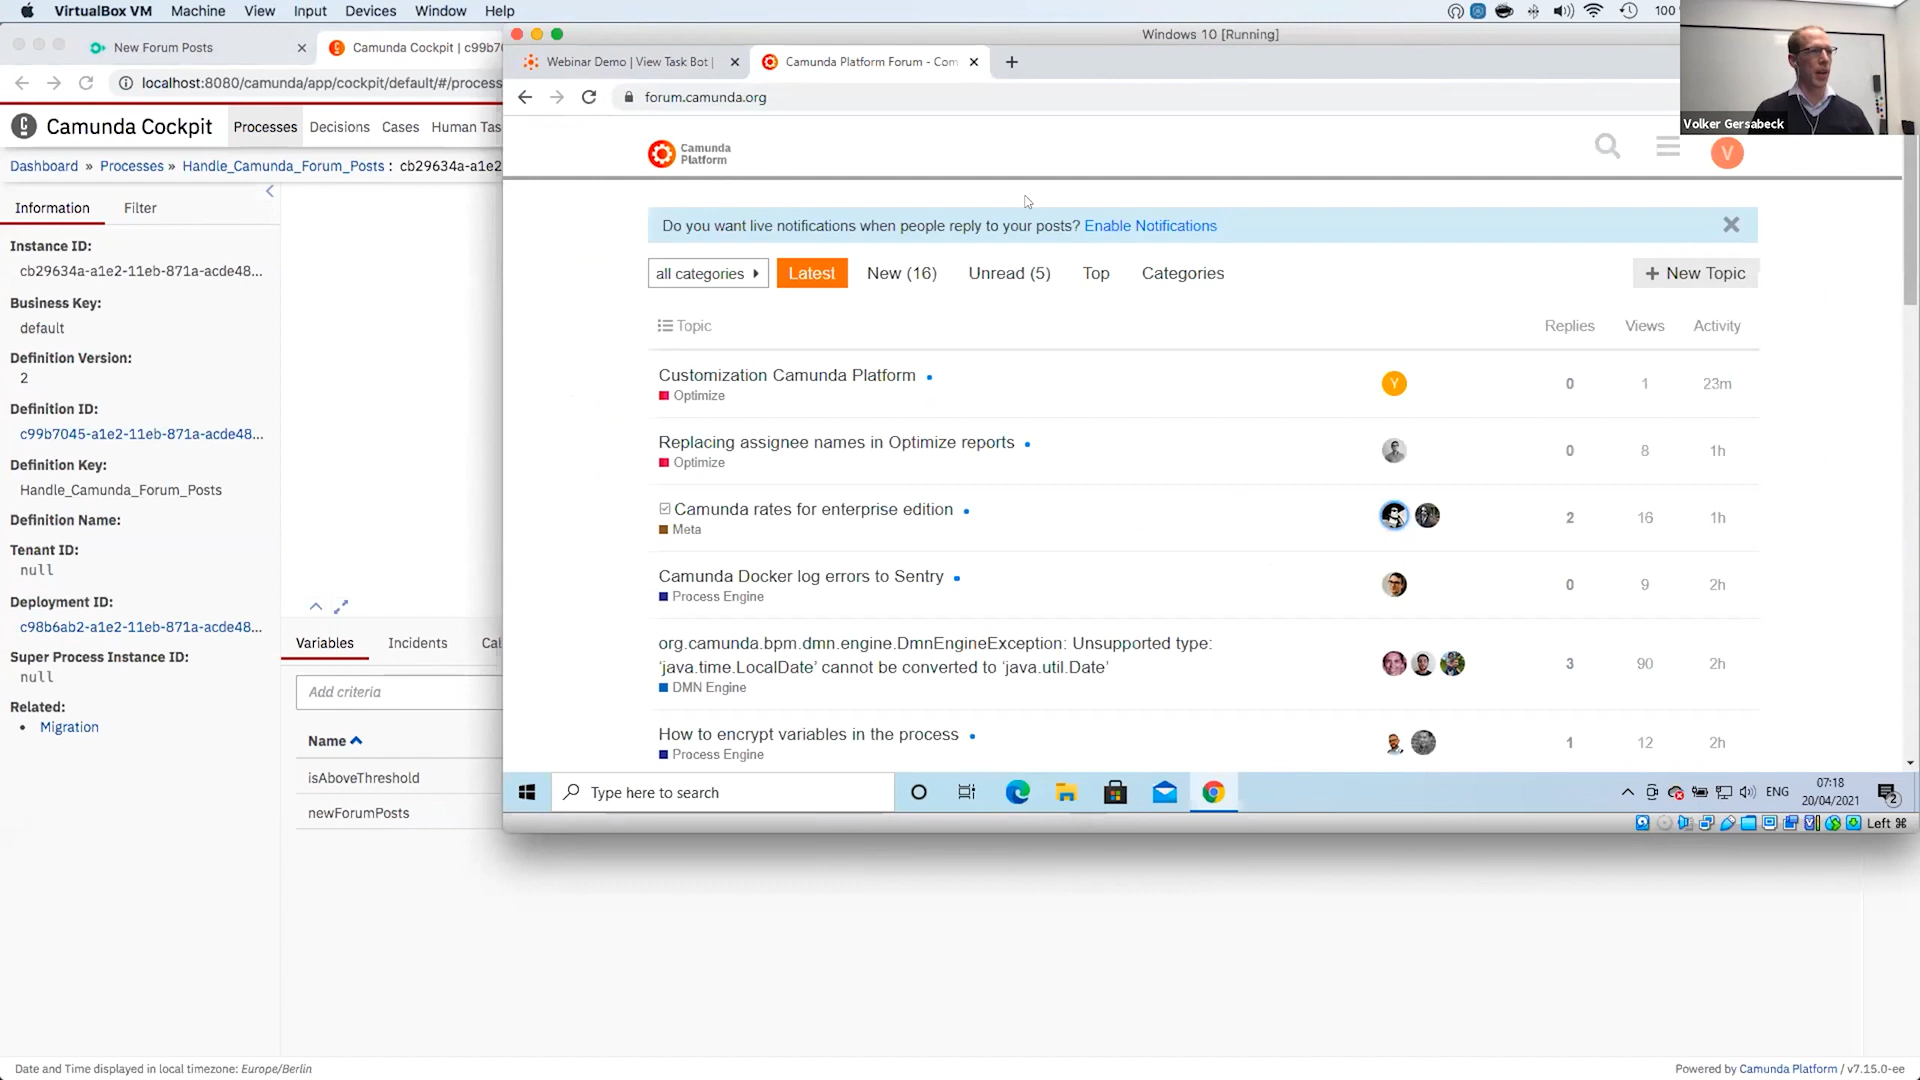 VirtualBox VM Machine View Input Devices Window Help
100
New Forum Posts
Camunda Cockpit | c99b70
localhost:8080/camunda/app/cockpit/default/#/process
Camunda Cockpit
Processes Decisions Cases Human Tas
Dashboard » Processes » Handle_Camunda_Forum_Posts : cb29634a-a1e2
Information
Filter
Instance ID:
cb29634a-a1e2-11eb-871a-acde48...
Business Key:
default
Definition Version:
2
Definition ID:
c99b7045-a1e2-11eb-871a-acde48...
Definition Key:
Handle_Camunda_Forum_Posts
Definition Name:
Tenant ID:
null
Deployment ID:
c98b6ab2-a1e2-11eb-871a-acde48...
Super Process Instance ID:
null
Related:
• Migration
Variables Incidents Cal
Add criteria
Name
isAboveThreshold
newForumPosts
Windows 10 [Running]
Webinar Demo | View Task Bot |
Camunda Platform Forum - Com
forum.camunda.org
Volker Gersabeck
Camunda
Platform
V
Do you want live notifications when people reply to your posts? Enable Notifications
all categories
Latest
New (16)
Unread (5)
Top
Categories
+ New Topic
Topic
Replies
Views
Activity
Customization Camunda Platform
Optimize
Y
0
1
23m
Replacing assignee names in Optimize reports
Optimize
0
8
1h
Camunda rates for enterprise edition
Meta
2
16
1h
Camunda Docker log errors to Sentry
Process Engine
0
9
2h
org.camunda.bpm.dmn.engine.DmnEngineException: Unsupported type:
‘java.time.LocalDate’ cannot be converted to ‘java.util.Date’
DMN Engine
3
90
2h
How to encrypt variables in the process
Process Engine
1
12
2h
Type here to search
ENG
07:18
20/04/2021
2
Left ⌘
Date and Time displayed in local timezone: Europe/Berlin
Powered by Camunda Platform / v7.15.0-ee